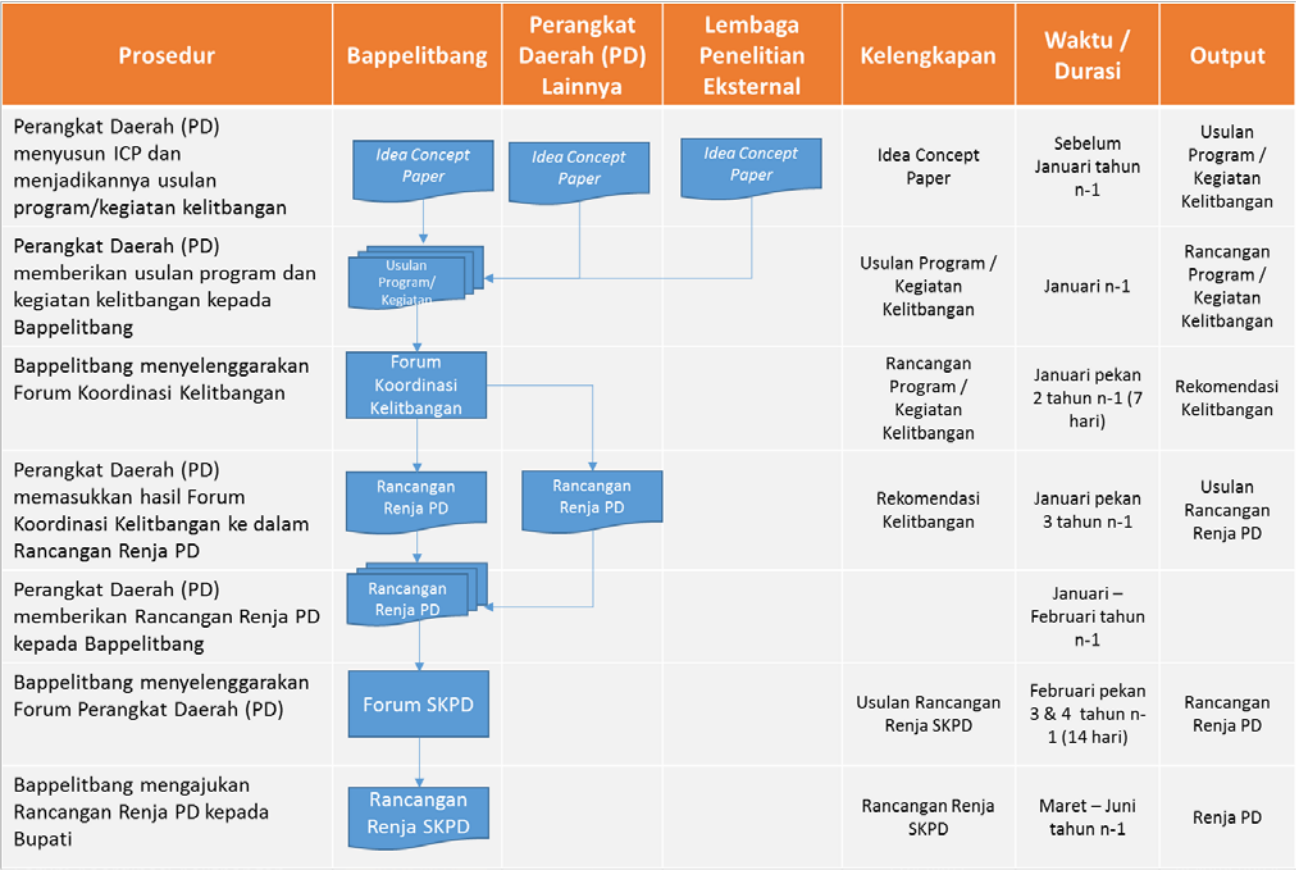 Prosedur
Bappelitbang
Perangkat
Daerah (PD)
Lainnya
Lembaga
Penelitian
Eksternal
Kelengkapan
Waktu /
Durasi
Output
Perangkat Daerah (PD)
menyusun ICP dan
menjadikannya usulan
program/kegiatan kelitbangan
Idea Concept
Paper
Idea Concept
Paper
Idea Concept
Paper
Idea Concept
Paper
Sebelum
Januari tahun
n-1
Usulan
Program /
Kegiatan
Kelitbangan
Perangkat Daerah (PD)
memberikan usulan program dan
kegiatan kelitbangan kepada
Bappelitbang
Usulan
Program/
Kegiatan
Usulan Program /
Kegiatan
Kelitbangan
Januari n-1
Rancangan
Program /
Kegiatan
Kelitbangan
Bappelitbang menyelenggarakan
Forum Koordinasi Kelitbangan
Forum
Koordinasi
Kelitbangan
Rancangan
Program /
Kegiatan
Kelitbangan
Januari pekan
2 tahun n-1 (7
hari)
Rekomendasi
Kelitbangan
Perangkat Daerah (PD)
memasukkan hasil Forum
Koordinasi Kelitbangan ke dalam
Rancangan Renja PD
Rancangan
Renja PD
Rancangan
Renja PD
Rekomendasi
Kelitbangan
Januari pekan
3 tahun n-1
Usulan
Rancangan
Renja PD
Perangkat Daerah (PD)
memberikan Rancangan Renja PD
kepada Bappelitbang
Rancangan
Renja PD
Januari –
Februari tahun
n-1
Bappelitbang menyelenggarakan
Forum Perangkat Daerah (PD)
Forum SKPD
Usulan Rancangan
Renja SKPD
Februari pekan
3 & 4 tahun n-
1 (14 hari)
Rancangan
Renja PD
Bappelitbang mengajukan
Rancangan Renja PD kepada
Bupati
Rancangan
Renja SKPD
Rancangan Renja
SKPD
Maret – Juni
tahun n-1
Renja PD